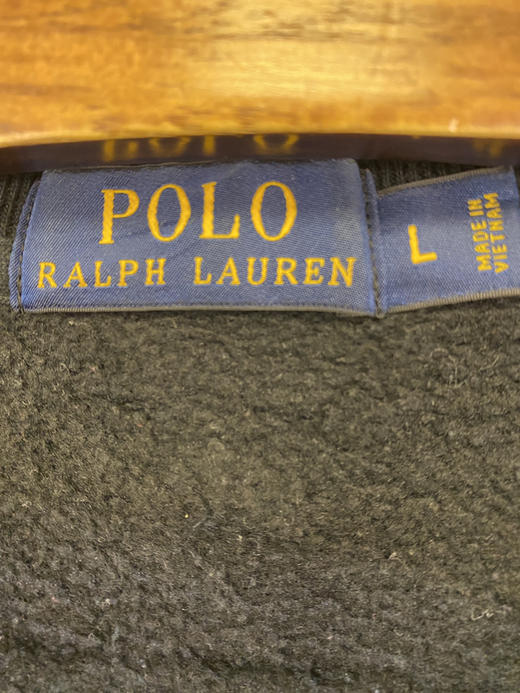 POLO
RALPH LAUREN
L
MADE IN
VIETNAM